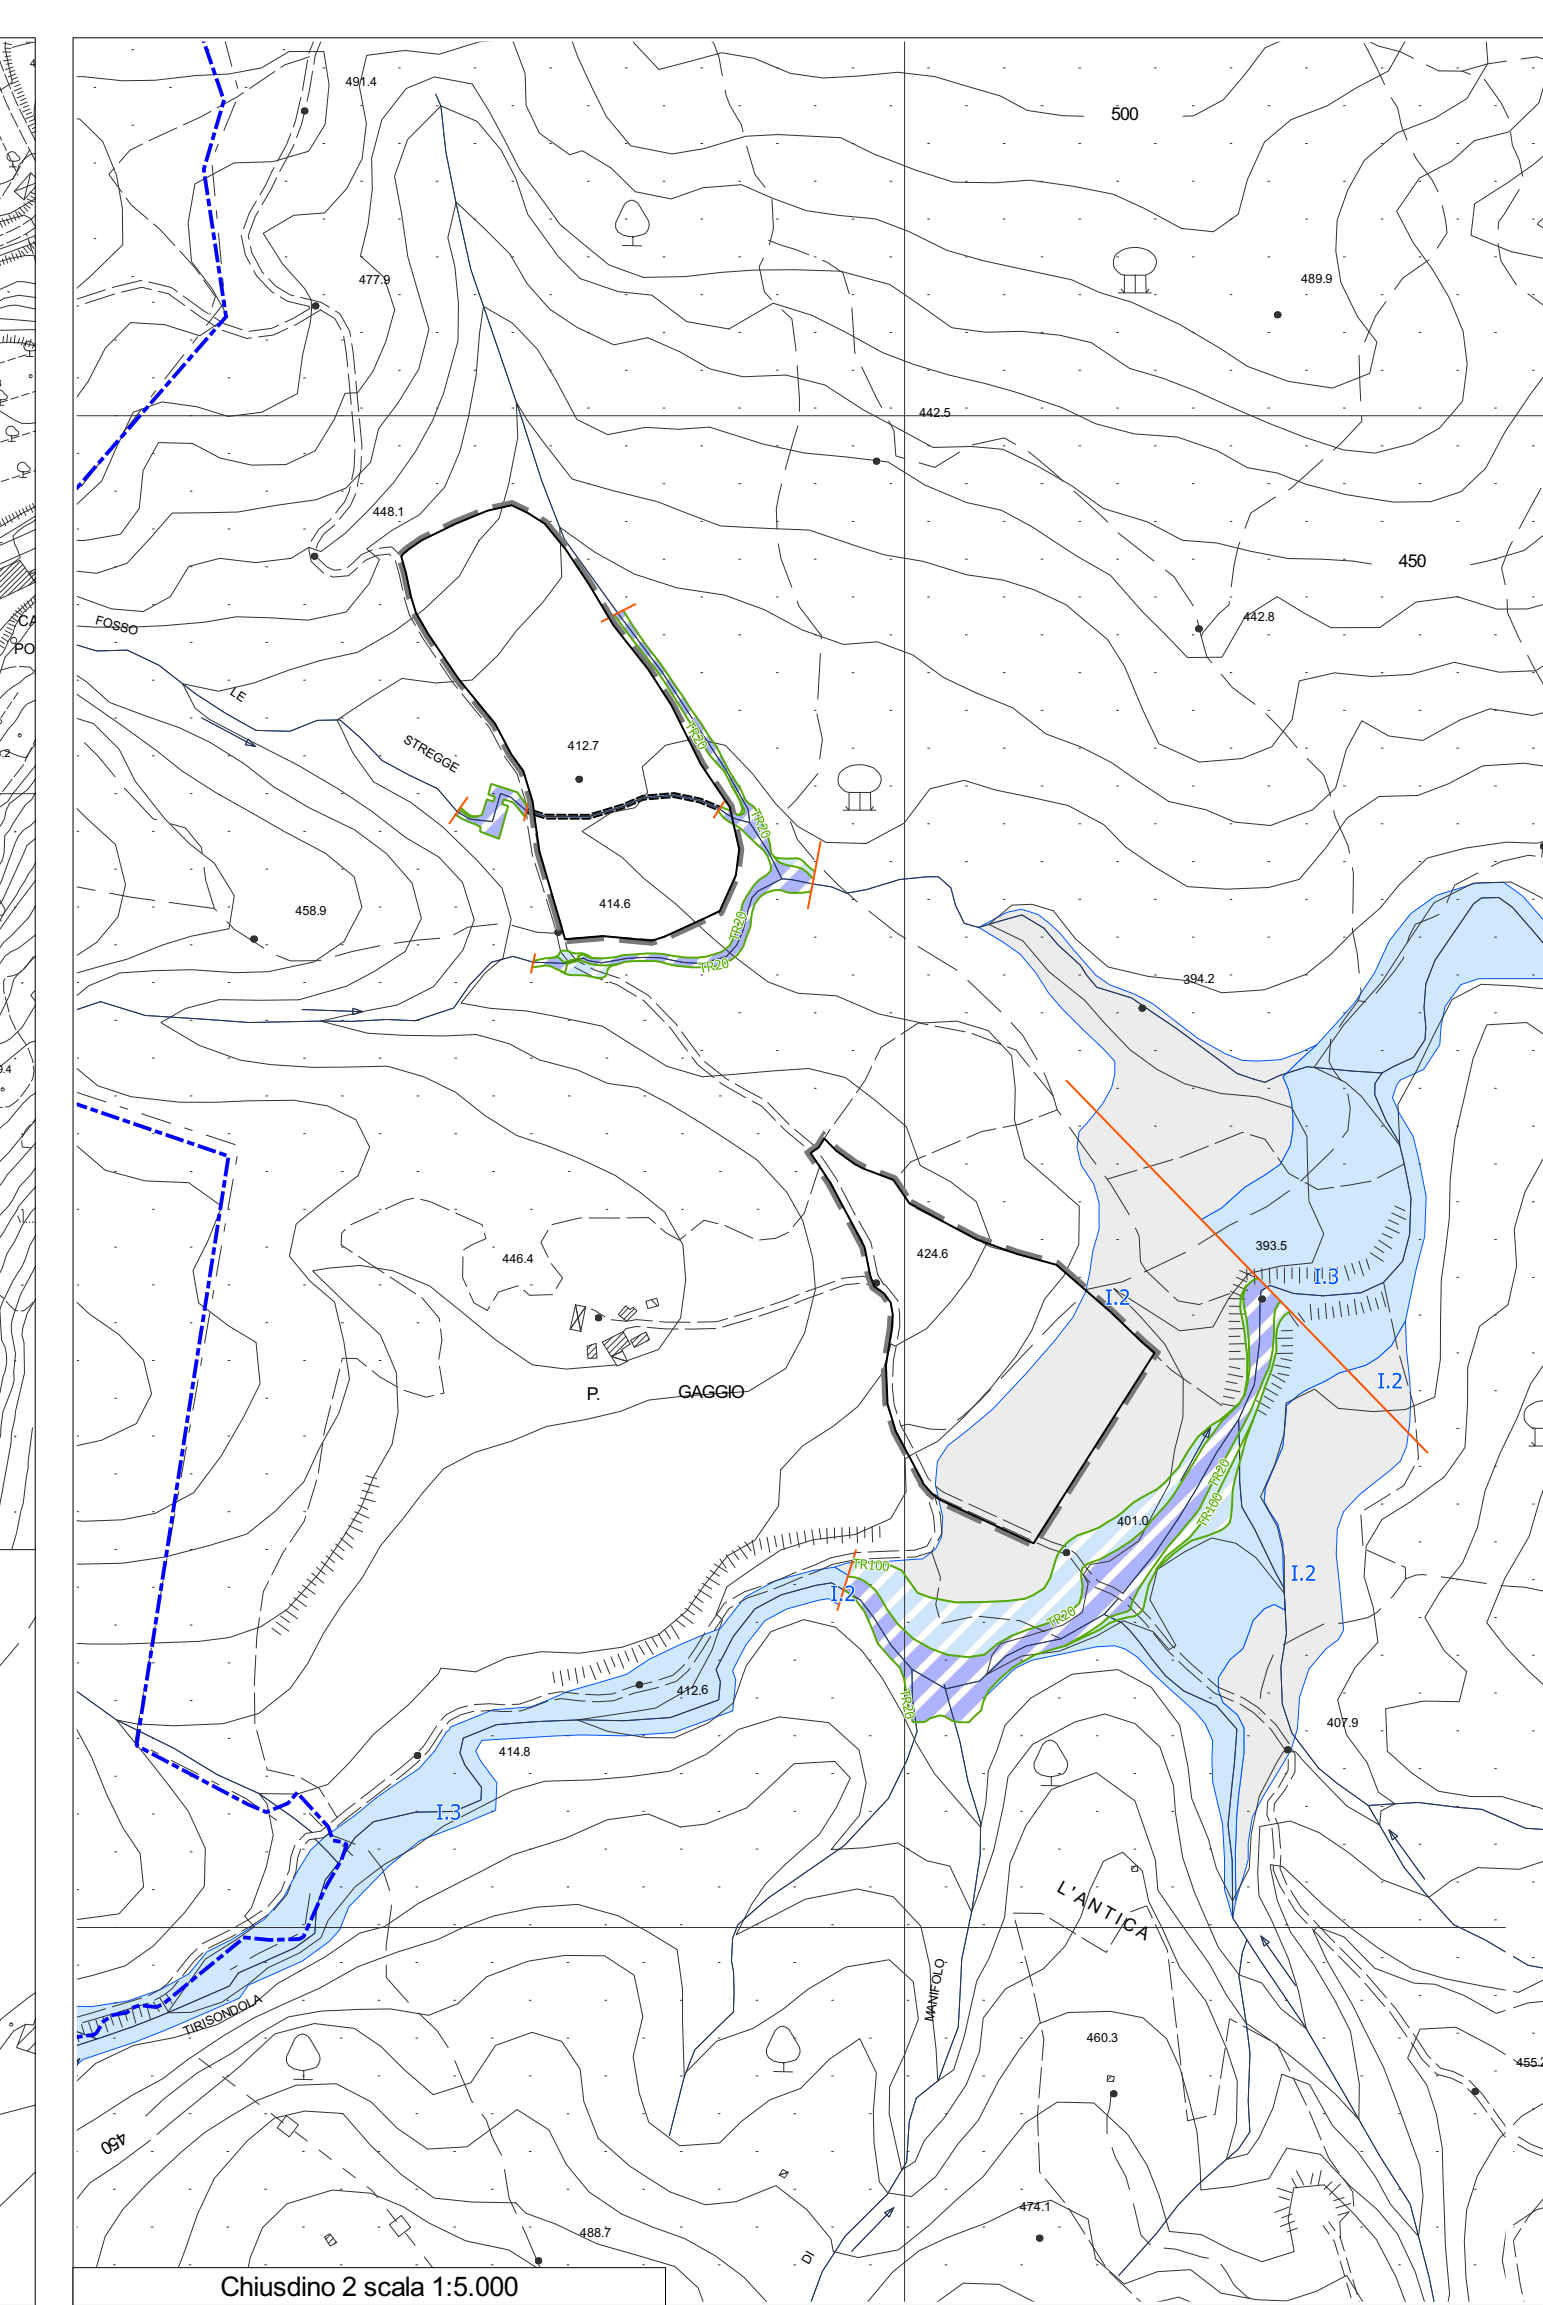 491.4
500
477.9
489.9
442.5
448.1
450
442.8
FOSSO
LE
STREGGE
CA
PO
412.7
TR20
TR20
414.6
458.9
TR20
TR20
394.2
446.4
424.6
393.5
I.3
I.2
I.2
P. GAGGIO
TR20
TR100
401.0
TR100
I.2
I.2
TR20
TR20
412.6
407.9
414.8
I.3
L'ANTICA
MANIFOLO
TIRISONDOLA
460.3
450
474.1
488.7
DI
Chiusdino 2 scala 1:5.000